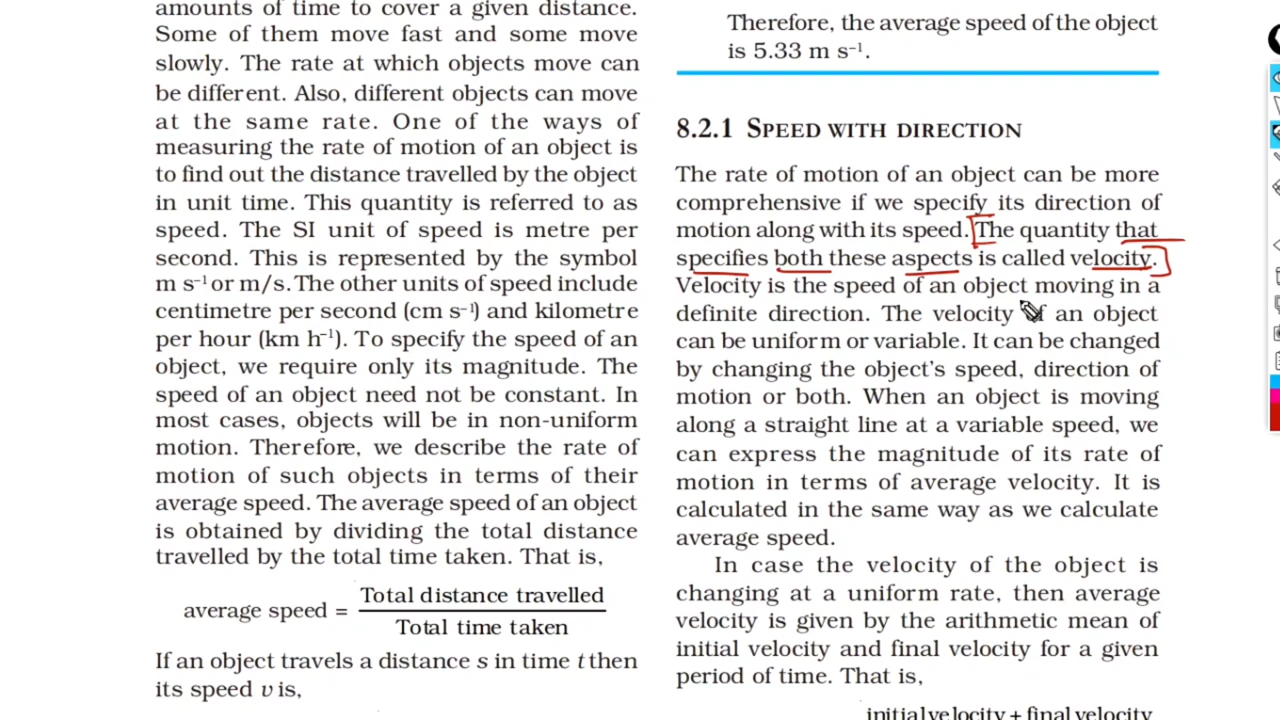 amounts of time to cover a given distance.
Some of them move fast and some move
slowly. The rate at which objects move can
be different. Also, different objects can move
at the same rate. One of the ways of
measuring the rate of motion of an object is
to find out the distance travelled by the object
in unit time. This quantity is referred to as
speed. The SI unit of speed is metre per
second. This is represented by the symbol
m s⁻¹ or m/s. The other units of speed include
centimetre per second (cm s⁻¹) and kilometre
per hour (km h⁻¹). To specify the speed of an
object, we require only its magnitude. The
speed of an object need not be constant. In
most cases, objects will be in non-uniform
motion. Therefore, we describe the rate of
motion of such objects in terms of their
average speed. The average speed of an object
is obtained by dividing the total distance
travelled by the total time taken. That is,
average speed = Total distance travelled
Total time taken
If an object travels a distance s in time t then
its speed v is,
Therefore, the average speed of the object
is 5.33 m s⁻¹.
8.2.1 SPEED WITH DIRECTION
The rate of motion of an object can be more
comprehensive if we specify its direction of
motion along with its speed. The quantity that
specifies both these aspects is called velocity.
Velocity is the speed of an object moving in a
definite direction. The velocity of an object
can be uniform or variable. It can be changed
by changing the object's speed, direction of
motion or both. When an object is moving
along a straight line at a variable speed, we
can express the magnitude of its rate of
motion in terms of average velocity. It is
calculated in the same way as we calculate
average speed.
In case the velocity of the object is
changing at a uniform rate, then average
velocity is given by the arithmetic mean of
initial velocity and final velocity for a given
period of time. That is,
initial velocity + final velocity